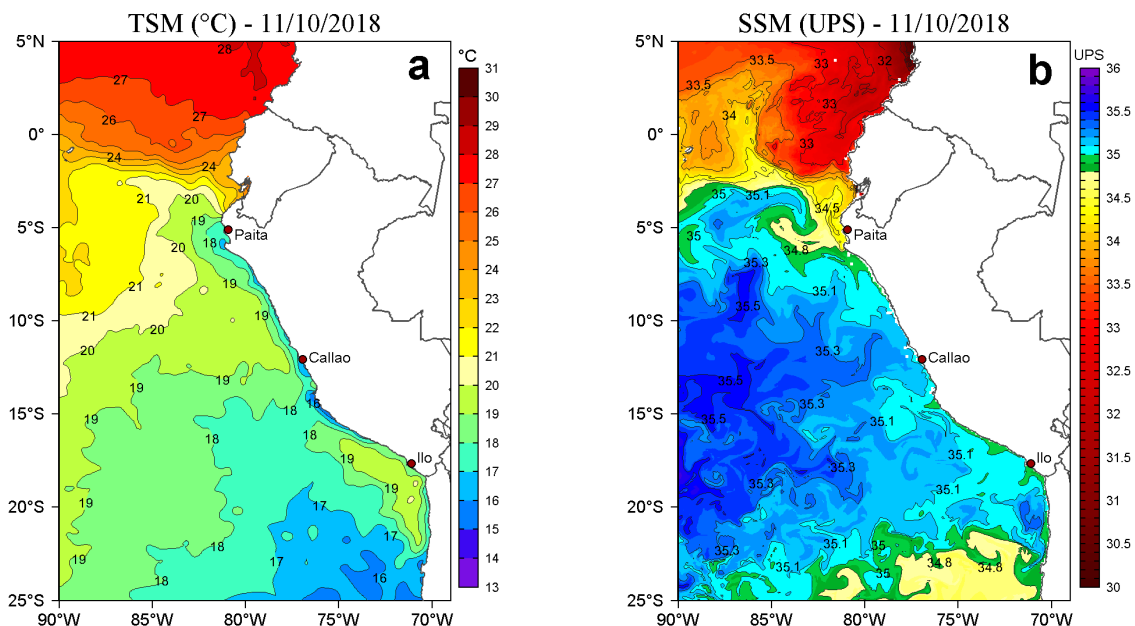 TSM (°C) - 11/10/2018
SSM (UPS) - 11/10/2018
5°N
0°
5°S
10°S
15°S
20°S
25°S
90°W
85°W
80°W
75°W
70°W
a
28
27
27
26
24
24
21
20
19
18
20
19
21
21
20
19
20
19
19
18
16
19
18
18
19
19
19
17
17
18
17
19
18
16
Paita
Callao
Ilo
°C
31
30
29
28
27
26
25
24
23
22
21
20
19
18
17
16
15
14
13
5°N
0°
5°S
10°S
15°S
20°S
25°S
90°W
85°W
80°W
75°W
70°W
b
33.5
33
32
33.5
34
33
33
35
35.1
34.5
35
34.8
35.3
35.1
35.5
35.3
35.5
35.3
35.5
35.1
35.3
35.1
35.3
35.1
35.3
35.1
35
35.1
35
34.8
34.8
Paita
Callao
Ilo
UPS
36
35.5
35
34.5
34
33.5
33
32.5
32
31.5
31
30.5
30